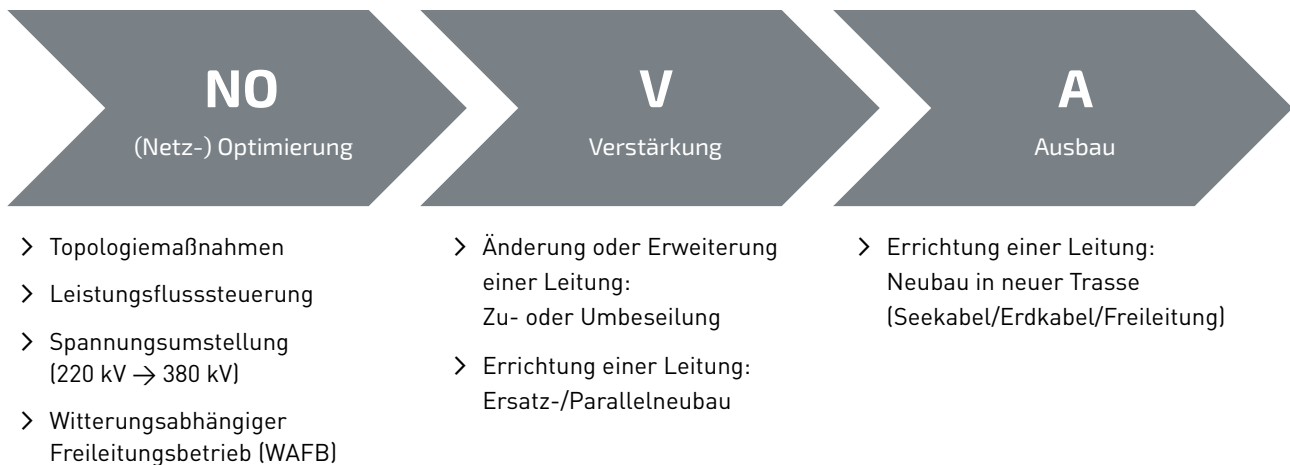 NO
(Netz-) Optimierung
V
Verstärkung
A
Ausbau
> Topologiemaßnahmen
> Leistungsflusssteuerung
> Spannungsumstellung
(220 kV → 380 kV)
> Witterungsabhängiger
Freileitungsbetrieb (WAFB)
> Änderung oder Erweiterung
einer Leitung:
Zu- oder Umbeseilung
> Errichtung einer Leitung:
Ersatz-/Parallelneubau
> Errichtung einer Leitung:
Neubau in neuer Trasse
(Seekabel/Erdkabel/Freileitung)